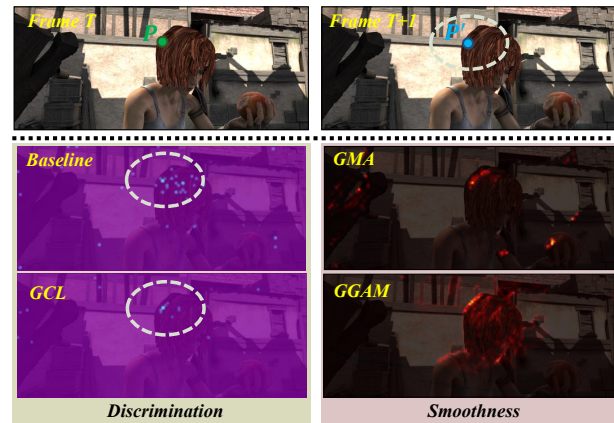 Frame T
P
Frame T+1
P'
Baseline
GMA
GCL
GGAM
Discrimination
Smoothness